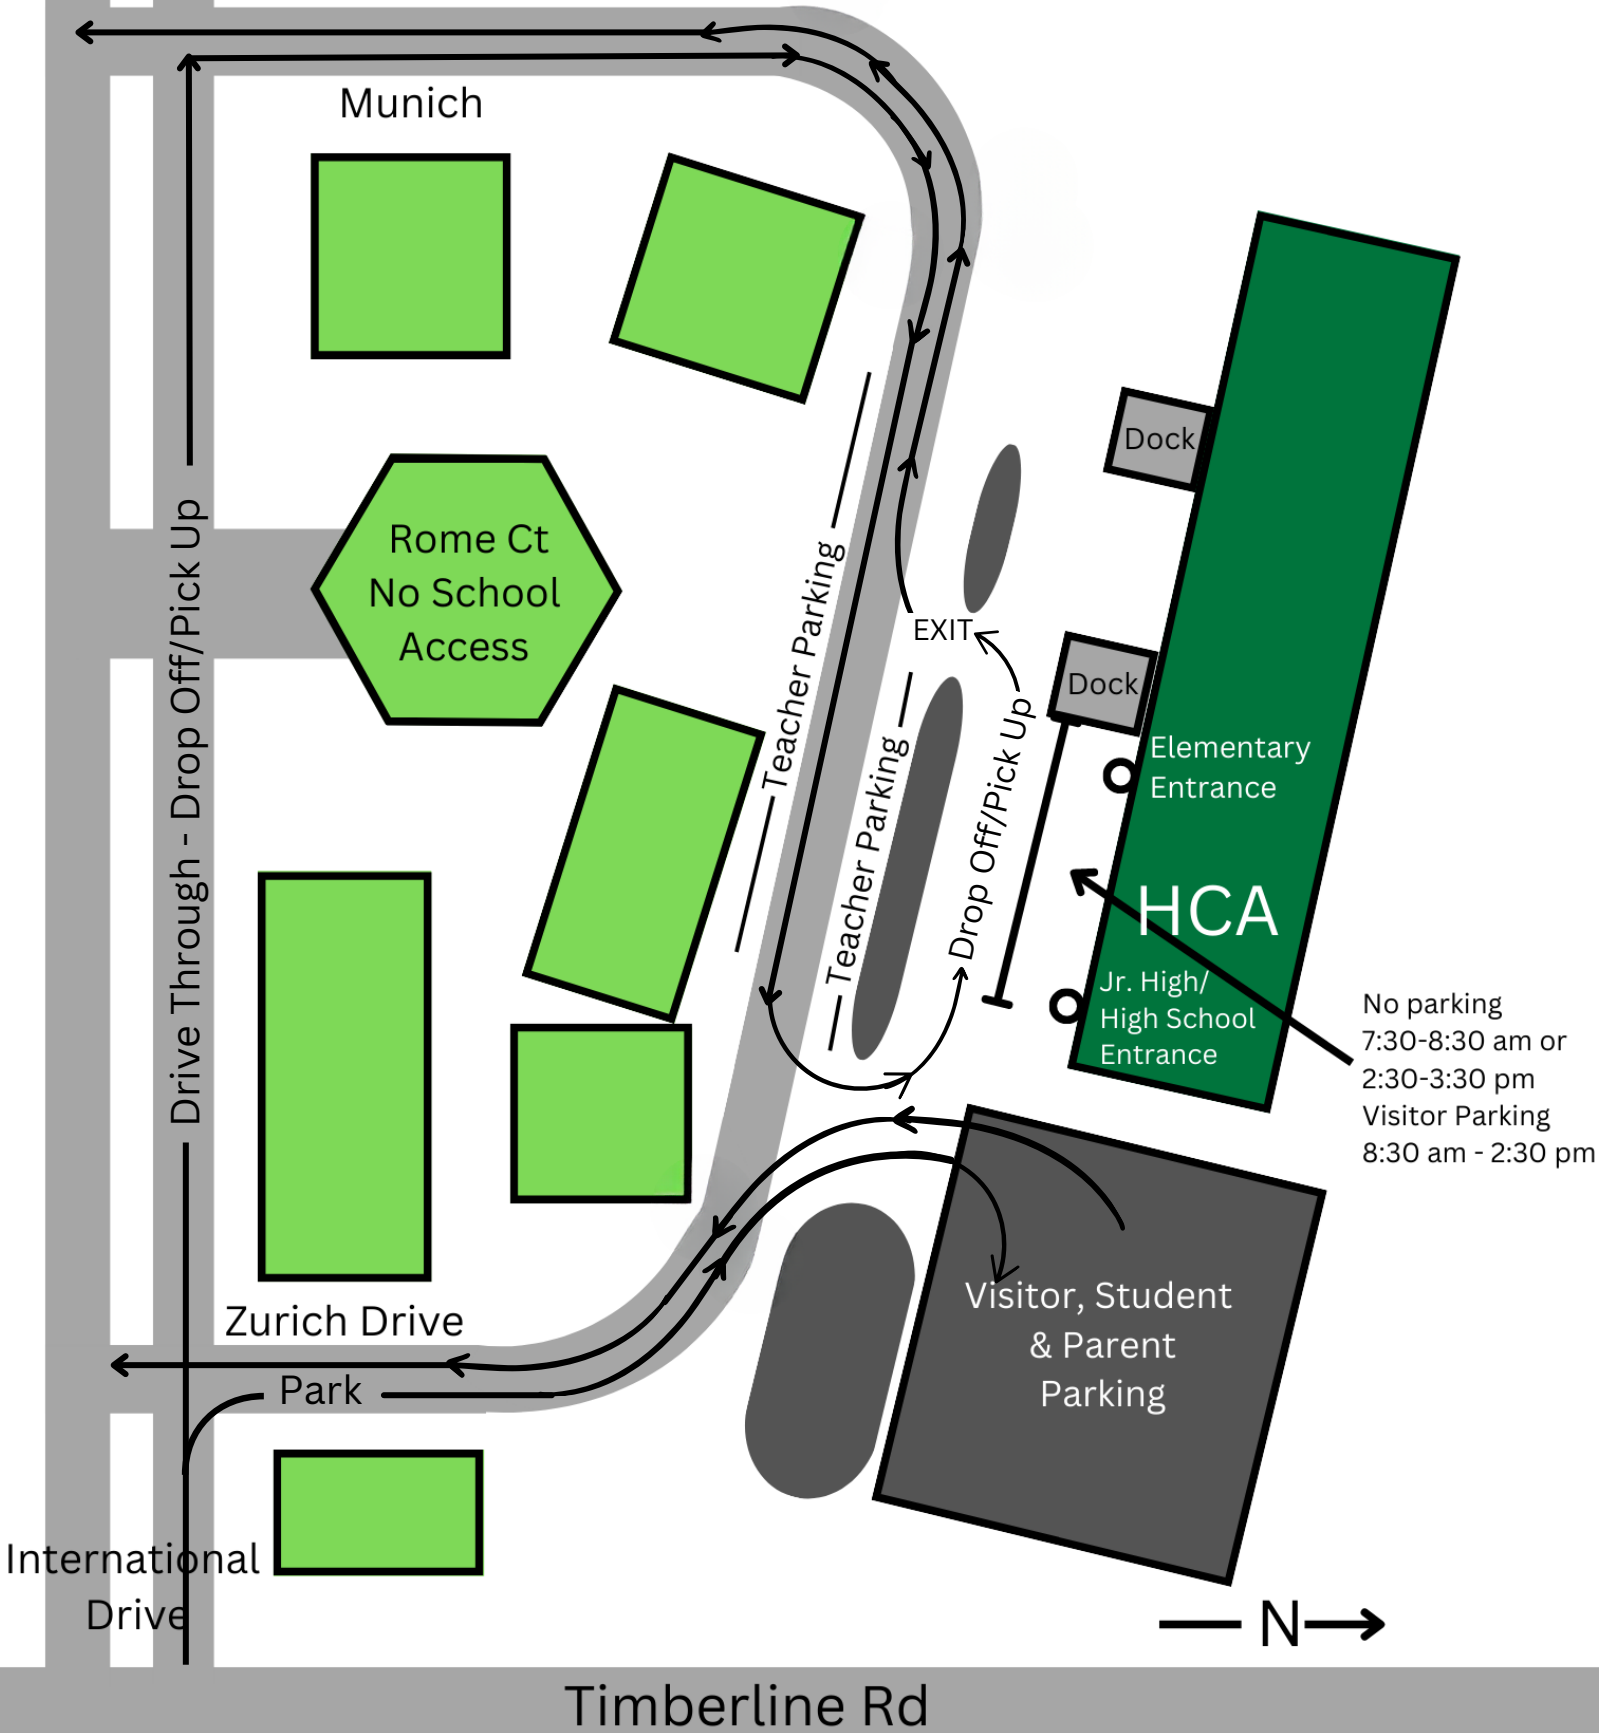 Munich
Rome Ct
No School
Access
Drive Through - Drop Off/Pick Up
Teacher Parking
Teacher Parking
EXIT
Drop Off/Pick Up
Dock
Dock
Elementary
Entrance
HCA
Jr. High/
High School
Entrance
No parking
7:30-8:30 am or
2:30-3:30 pm
Visitor Parking
8:30 am - 2:30 pm
Zurich Drive
Park
Visitor, Student
& Parent
Parking
International
Drive
N
Timberline Rd